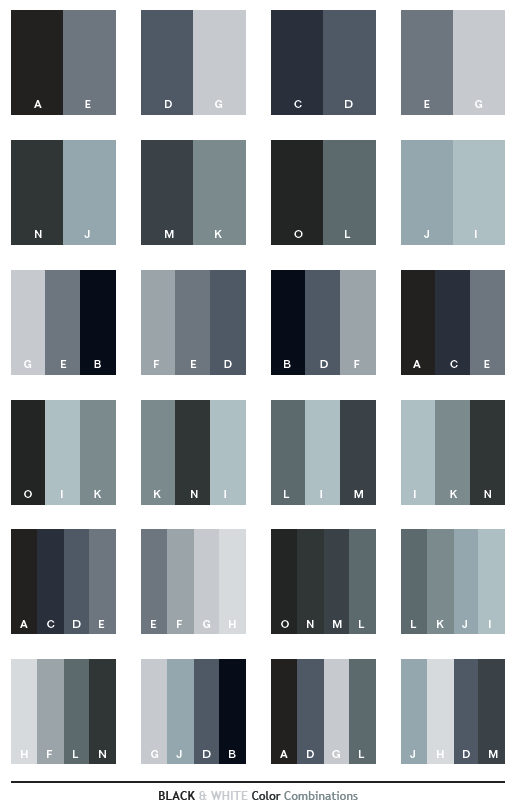 A E D G C D E G
N J M K O L J I
G E B F E D B D F A C E
O I K K N I L I M I K N
A C D E E F G H O N M L L K J I
H F L N G J D B A D G L J H D M
BLACK & WHITE Color Combinations